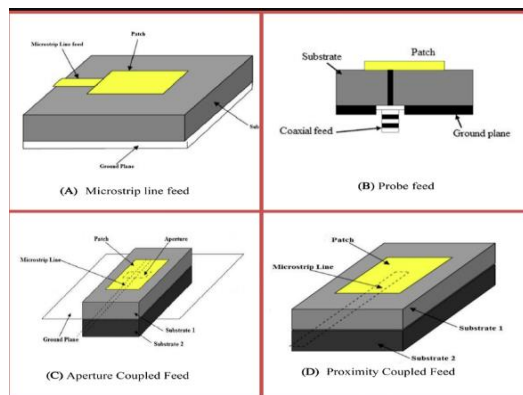 Patch
Microstrip Line feed
Ground Plane
(A) Microstrip line feed
Patch
Substrate
Coaxial feed
Ground plane
(B) Probe feed
Patch
Aperture
Microstrip Line
Ground Plane
Substrate 1
Substrate 2
(C) Aperture Coupled Feed
Patch
Microstrip Line
Substrate 1
Substrate 2
(D) Proximity Coupled Feed